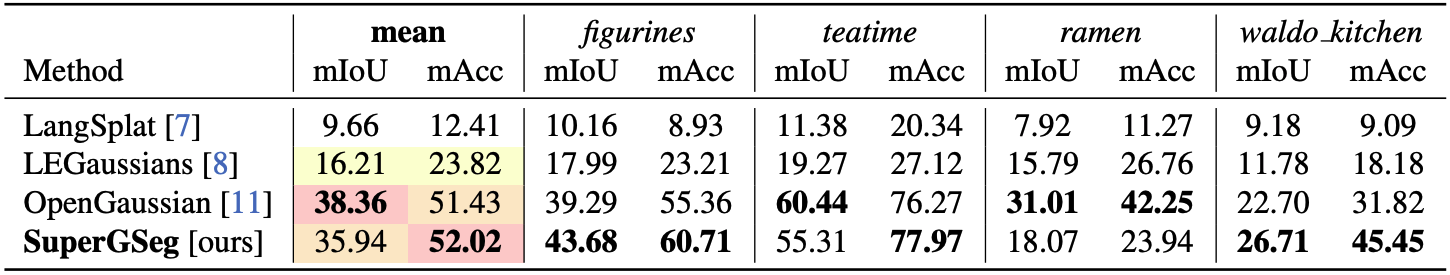 mean figurines teatime ramen waldo_kitchen
Method mIoU mAcc mIoU mAcc mIoU mAcc mIoU mAcc mIoU mAcc
LangSplat [7] 9.66 12.41 10.16 8.93 11.38 20.34 7.92 11.27 9.18 9.09
LEGaussians [8] 16.21 23.82 17.99 23.21 19.27 27.12 15.79 26.76 11.78 18.18
OpenGaussian [11] 38.36 51.43 39.29 55.36 60.44 76.27 31.01 42.25 22.70 31.82
SuperGSeg [ours] 35.94 52.02 43.68 60.71 55.31 77.97 18.07 23.94 26.71 45.45